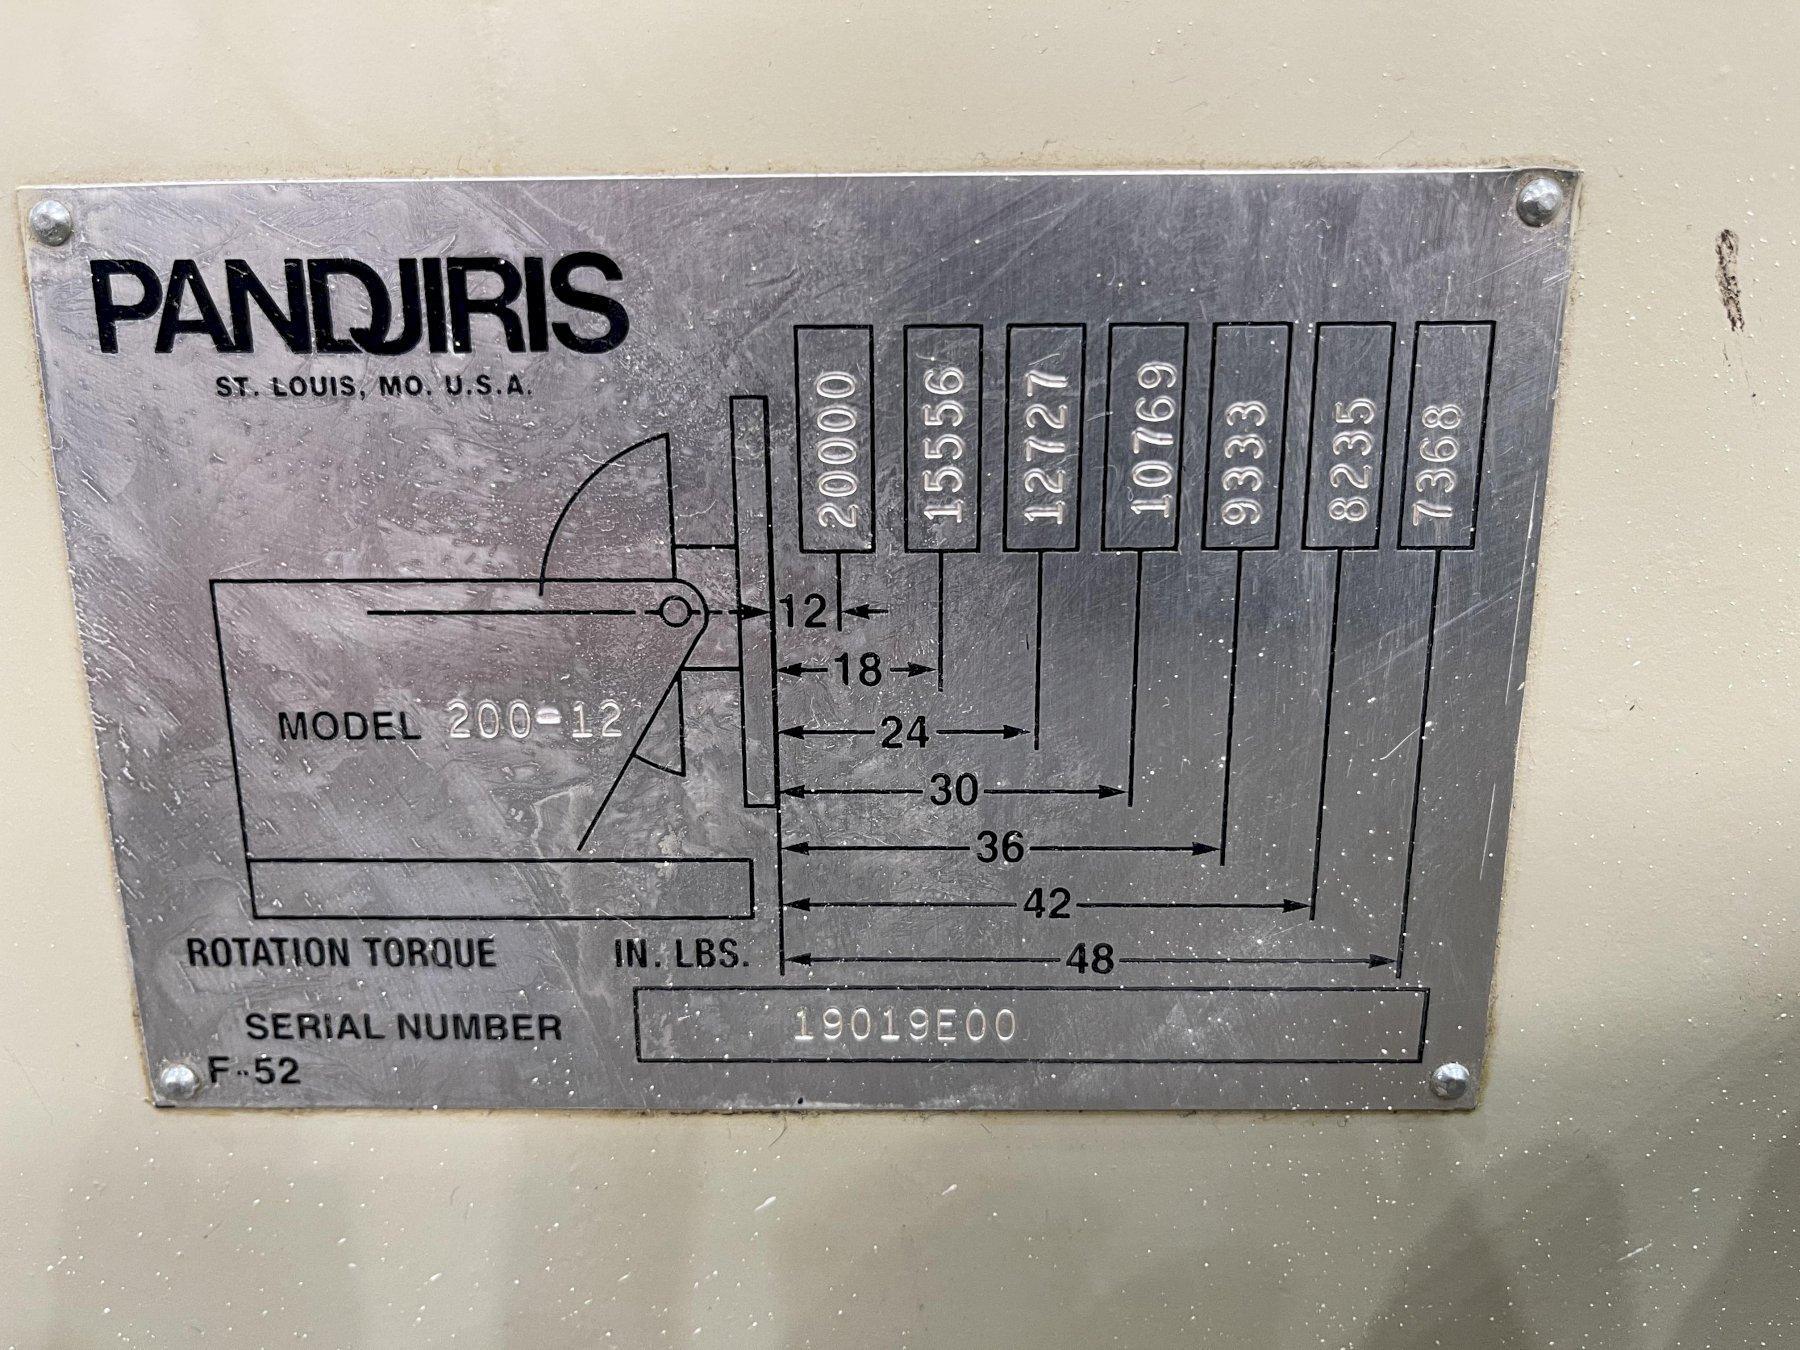 PANDJIRIS
ST. LOUIS, MO. U.S.A.
20000
15556
12727
10769
9333
8235
7368
12
18
MODEL 200-12
24
30
36
42
48
ROTATION TORQUE IN. LBS.
SERIAL NUMBER 19019E00
F-52